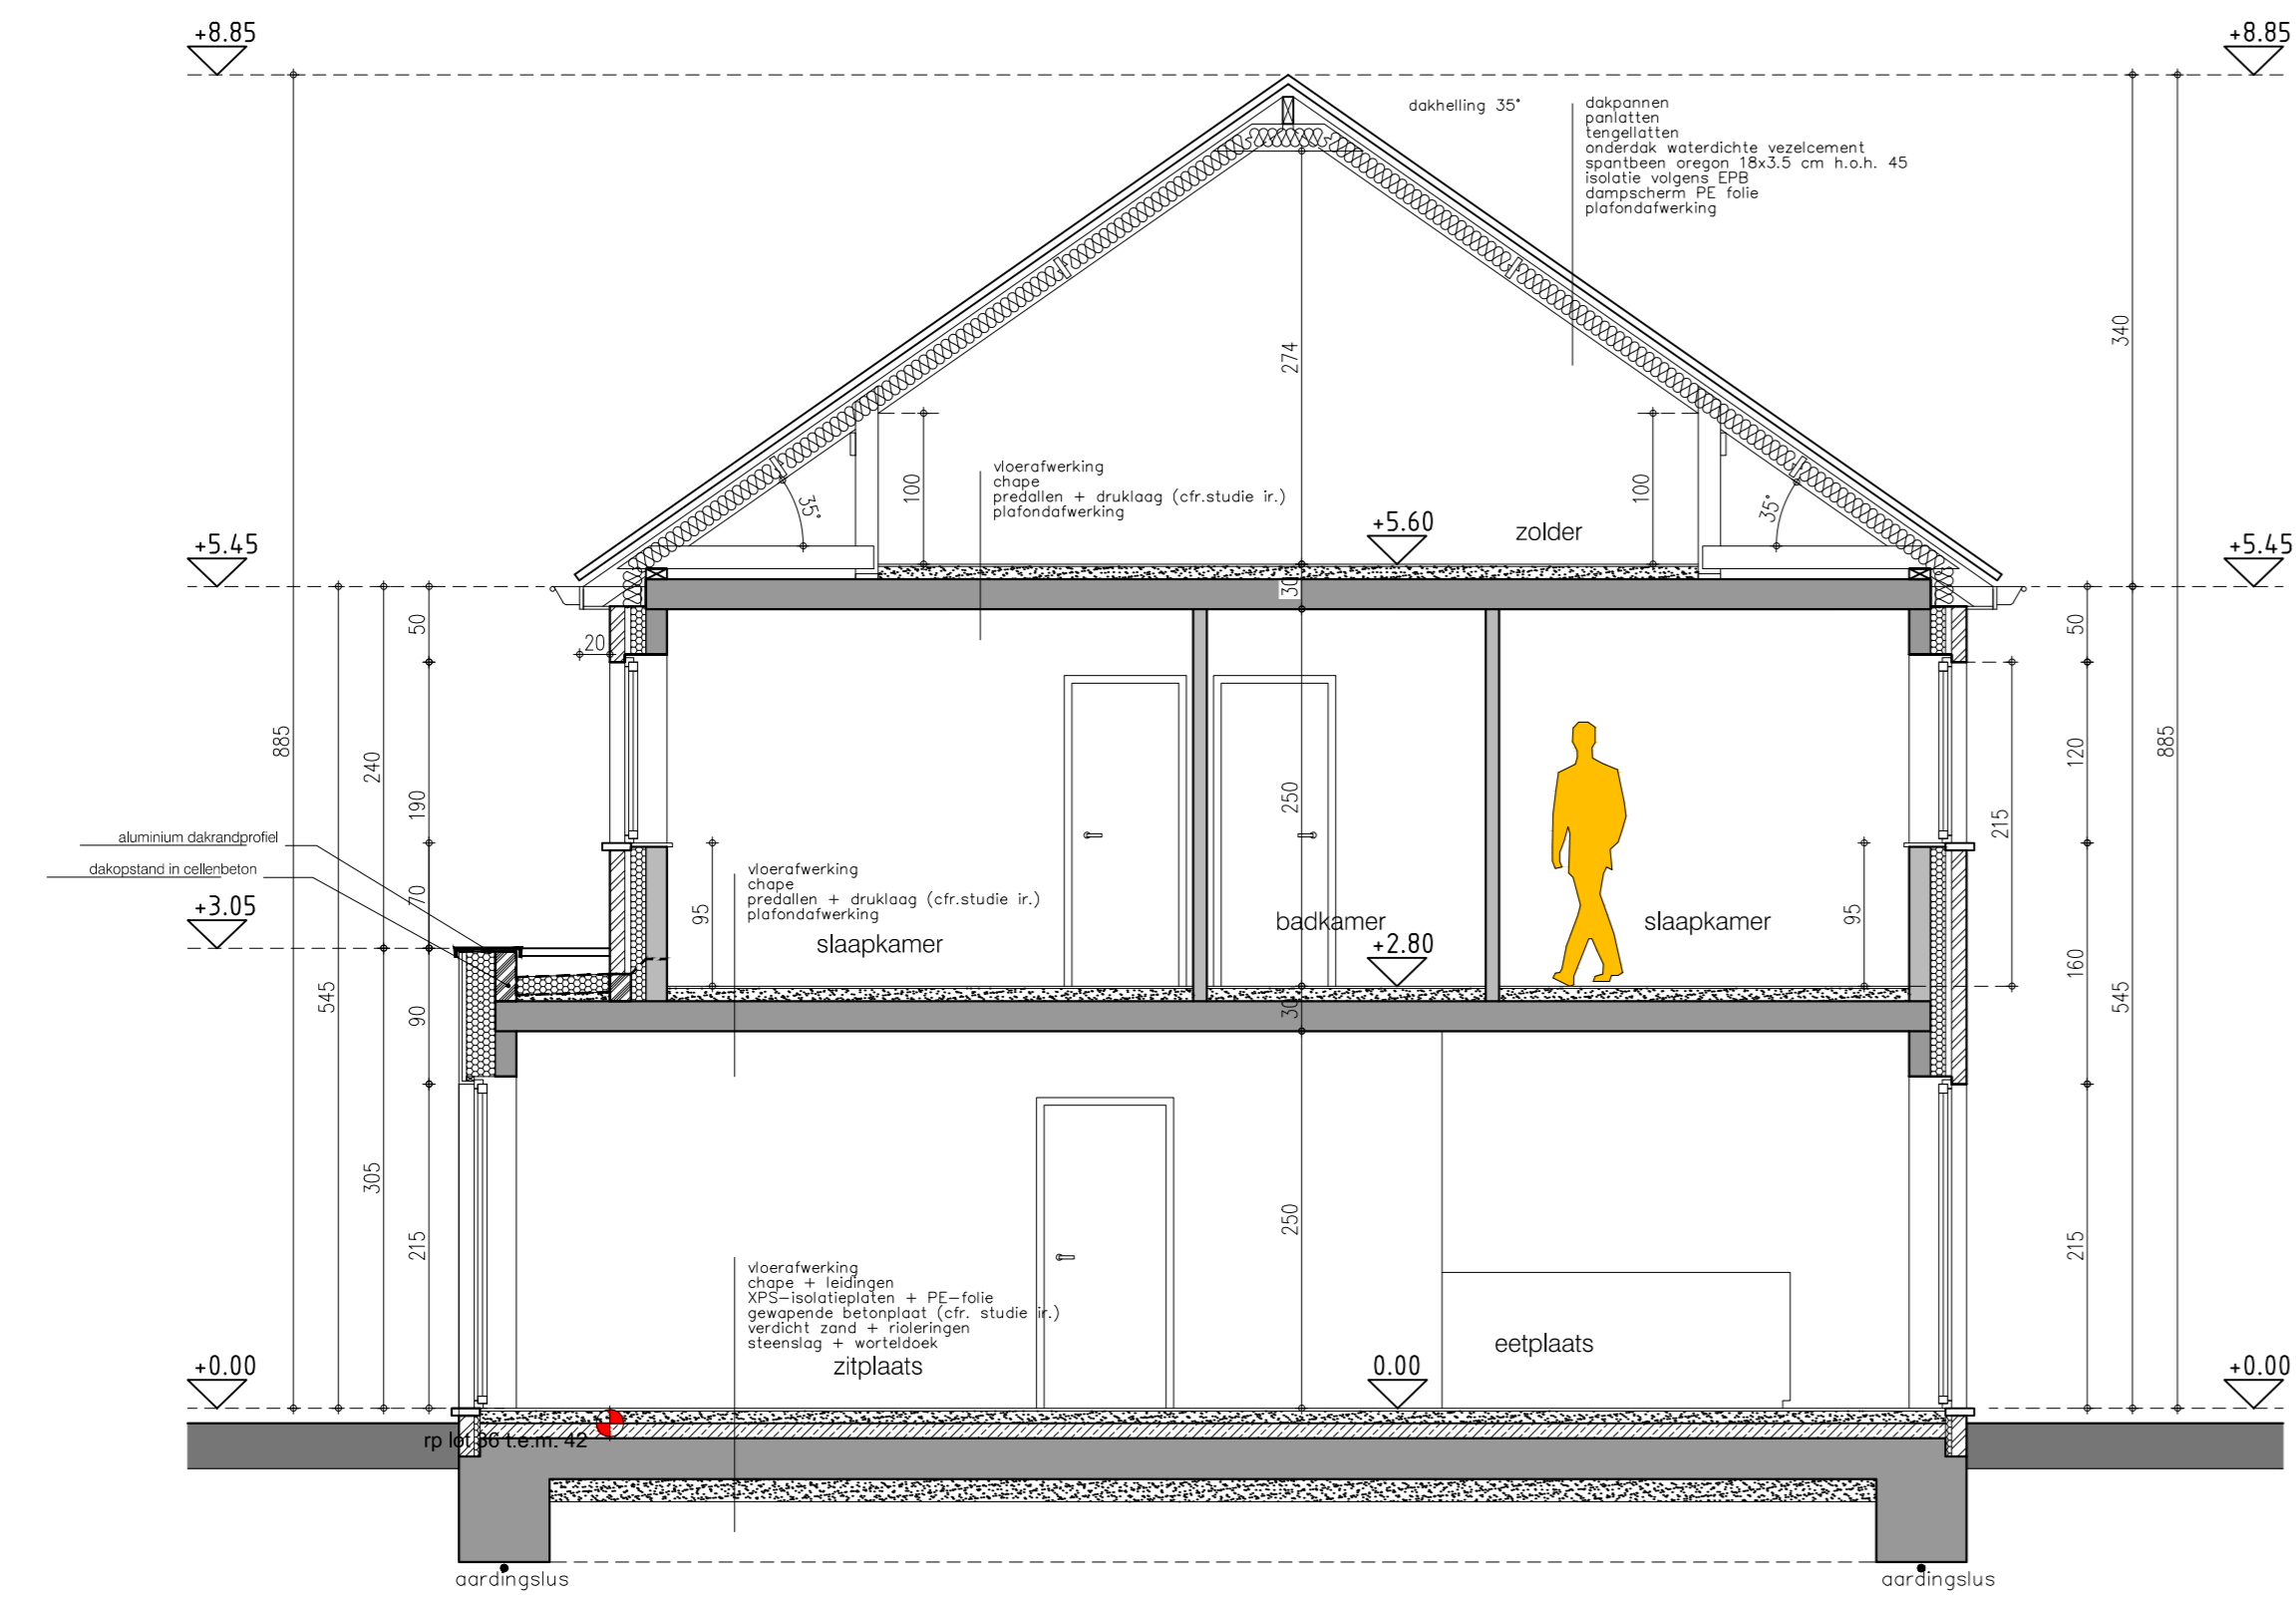 +8.85
+8.85
dakhelling 35°
dakpannen
panlatten
tengellatten
onderdak waterdichte vezelcement
spantbeen oregon 18x3.5 cm h.o.h. 45
isolatie volgens EPB
dampscherm PE folie
plafondafwerking
340
274
vloerafwerking
chape
predallen + druklaag (cfr.studie ir.)
plafondafwerking
100
100
35°
35°
+5.60
zolder
+5.45
+5.45
30
50
20
50
885
240
190
250
120
885
215
aluminium dakrandprofiel
dakopstand in cellenbeton
70
+3.05
95
vloerafwerking
chape
predallen + druklaag (cfr.studie ir.)
plafondafwerking
slaapkamer
badkamer
+2.80
slaapkamer
95
160
545
90
30
545
305
215
250
215
vloerafwerking
chape + leidingen
XPS-isolatieplaten + PE-folie
gewapende betonplaat (cfr. studie ir.)
verdicht zand + rioleringen
steenslag + worteldoek
zitplaats
eetplaats
+0.00
0.00
+0.00
rp lot 36 t.e.m. 42
aardingslus
aardingslus